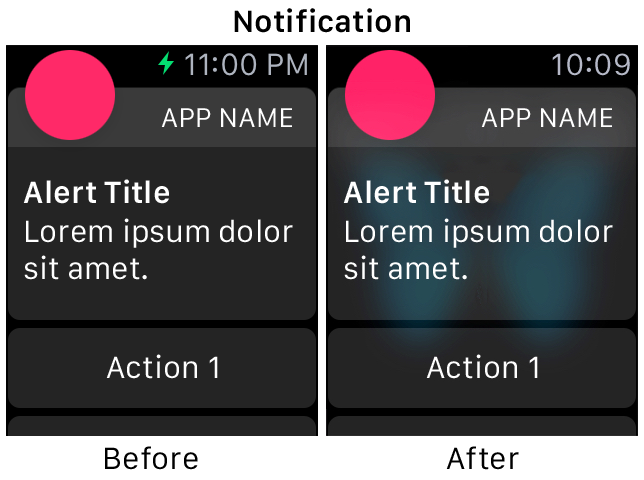 Notification
11:00 PM
APP NAME
Alert Title
Lorem ipsum dolor
sit amet.
Action 1
Before
10:09
APP NAME
Alert Title
Lorem ipsum dolor
sit amet.
Action 1
After